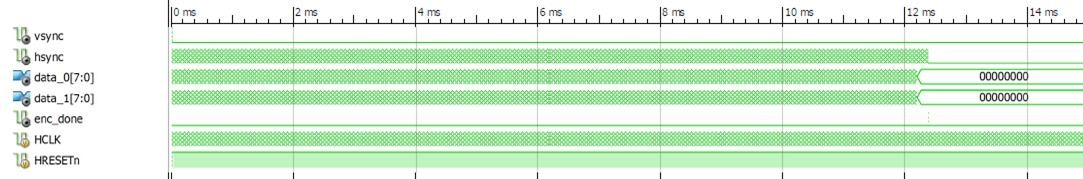 0 ms 2 ms 4 ms 6 ms 8 ms 10 ms 12 ms 14 ms
vsync
hsync
data_0[7:0] 00000000
data_1[7:0] 00000000
enc_done
HCLK
HRESETn